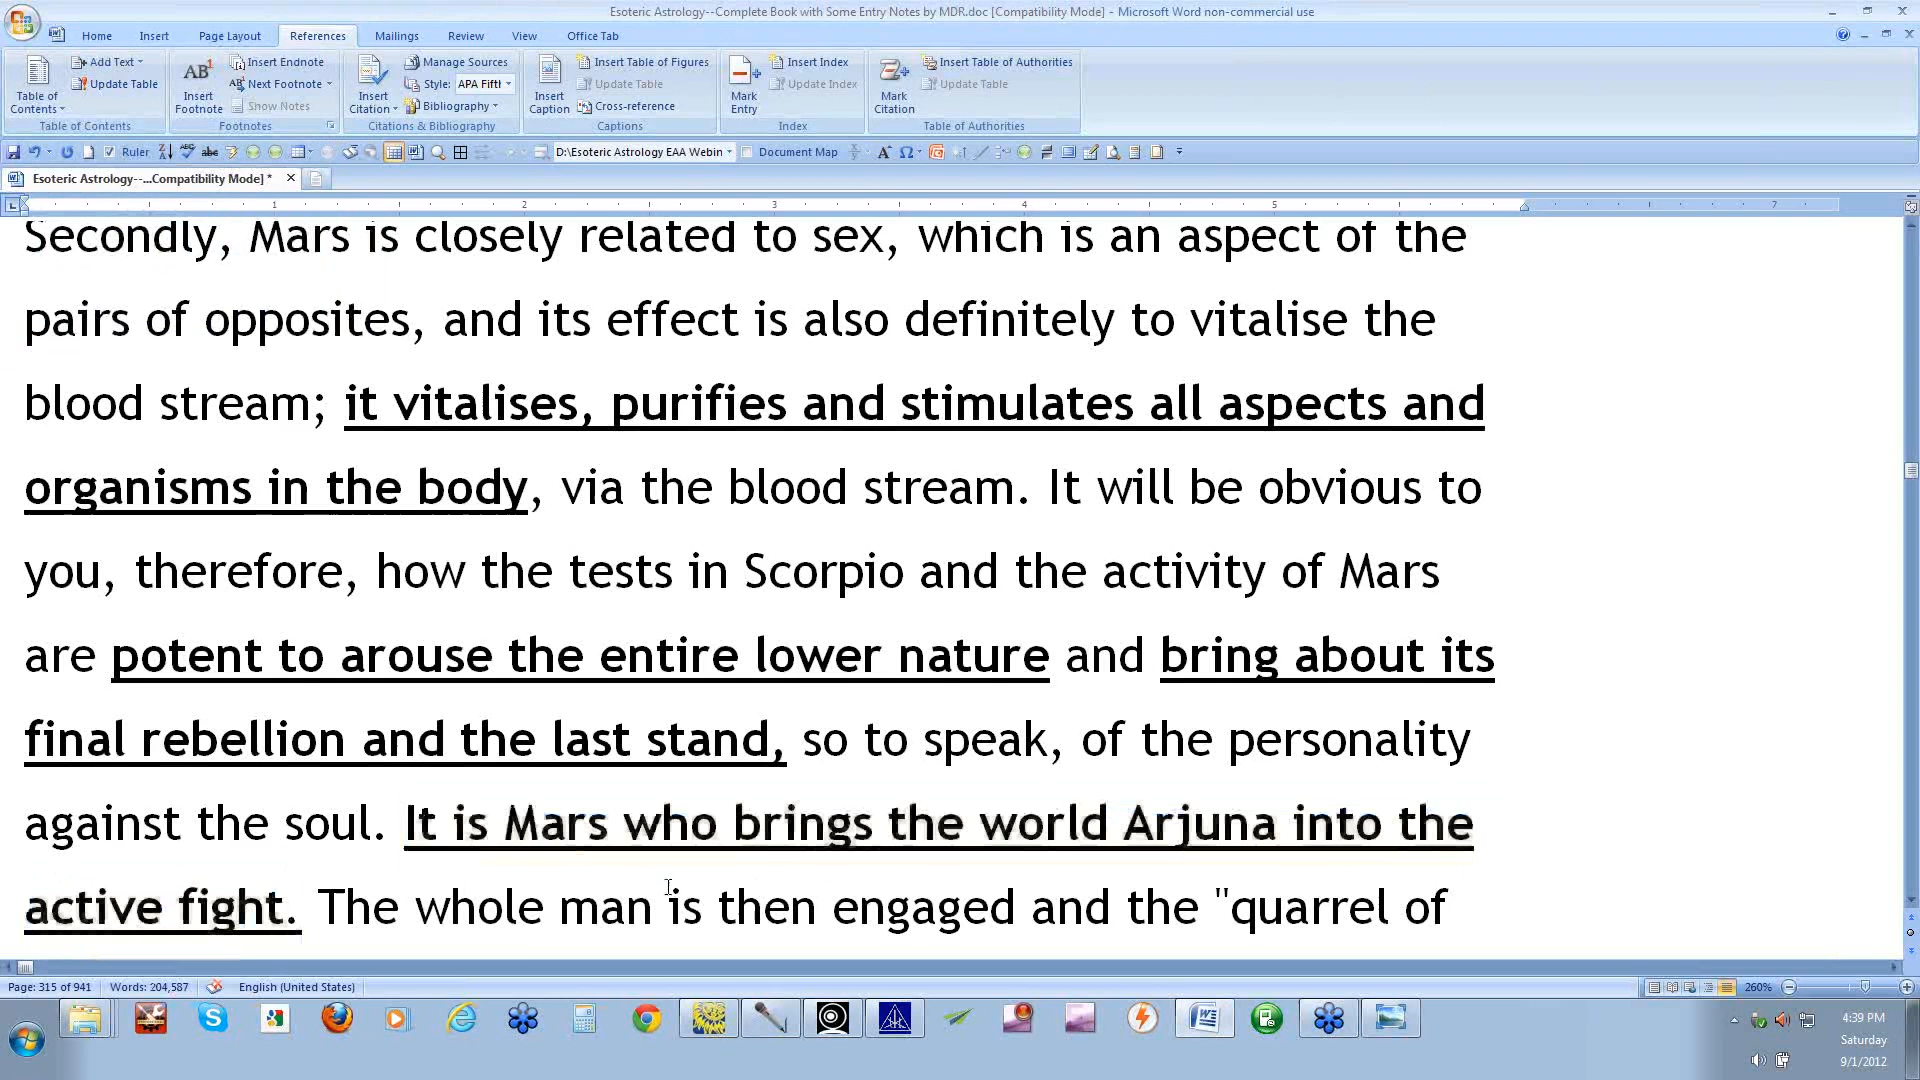 Esoteric Astrology--Complete Book with Some Entry Notes by MDR.doc [Compatibility Mode] - Microsoft Word non-commercial use
Home Insert Page Layout References Mailings Review View Office Tab
Table of Contents
Add Text
Update Table
Table of Contents
AB1 Insert Footnote
Insert Endnote
Next Footnote
Show Notes
Footnotes
Insert Citation
Manage Sources
Style: APA Fift
Bibliography
Citations & Bibliography
Insert Caption
Insert Table of Figures
Update Table
Cross-reference
Captions
Mark Entry
Insert Index
Update Index
Index
Mark Citation
Insert Table of Authorities
Update Table
Table of Authorities
Ruler D:\Esoteric Astrology EAA Webin Document Map
Esoteric Astrology--...Compatibility Mode] *
1 2 3 4 5 7
Secondly, Mars is closely related to sex, which is an aspect of the
pairs of opposites, and its effect is also definitely to vitalise the
blood stream; it vitalises, purifies and stimulates all aspects and
organisms in the body, via the blood stream. It will be obvious to
you, therefore, how the tests in Scorpio and the activity of Mars
are potent to arouse the entire lower nature and bring about its
final rebellion and the last stand, so to speak, of the personality
against the soul. It is Mars who brings the world Arjuna into the
active fight. The whole man is then engaged and the "quarrel of
Page: 315 of 941 Words: 204,587 English (United States) 260%
4:39 PM
Saturday
9/1/2012